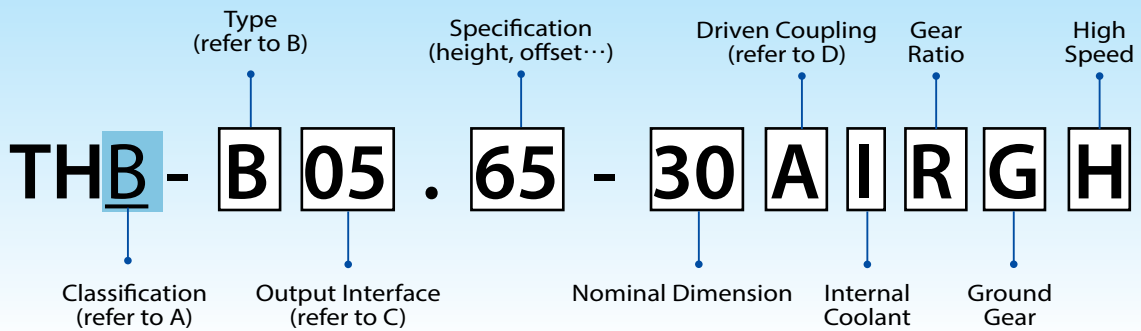 Type
(refer to B)
Specification
(height, offset⋯)
Driven Coupling
(refer to D)
Gear
Ratio
High
Speed
THB - B 05 . 65 - 30 A I R G H
Classification
(refer to A)
Output Interface
(refer to C)
Nominal Dimension
Internal
Coolant
Ground
Gear